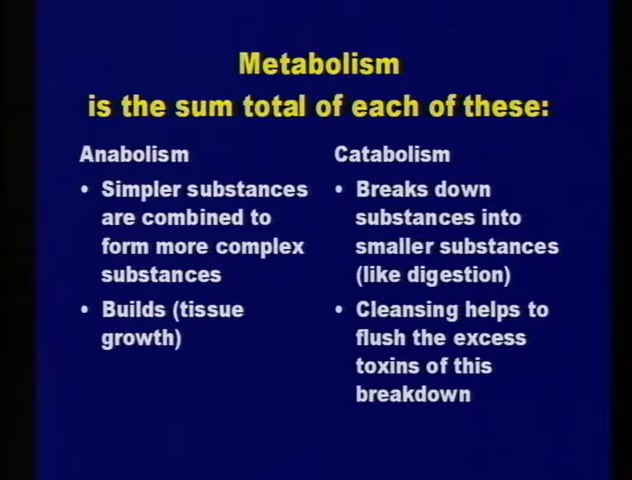 Metabolism
is the sum total of each of these:
Anabolism
• Simpler substances
are combined to
form more complex
substances
• Builds (tissue
growth)
Catabolism
• Breaks down
substances into
smaller substances
(like digestion)
• Cleansing helps to
flush the excess
toxins of this
breakdown